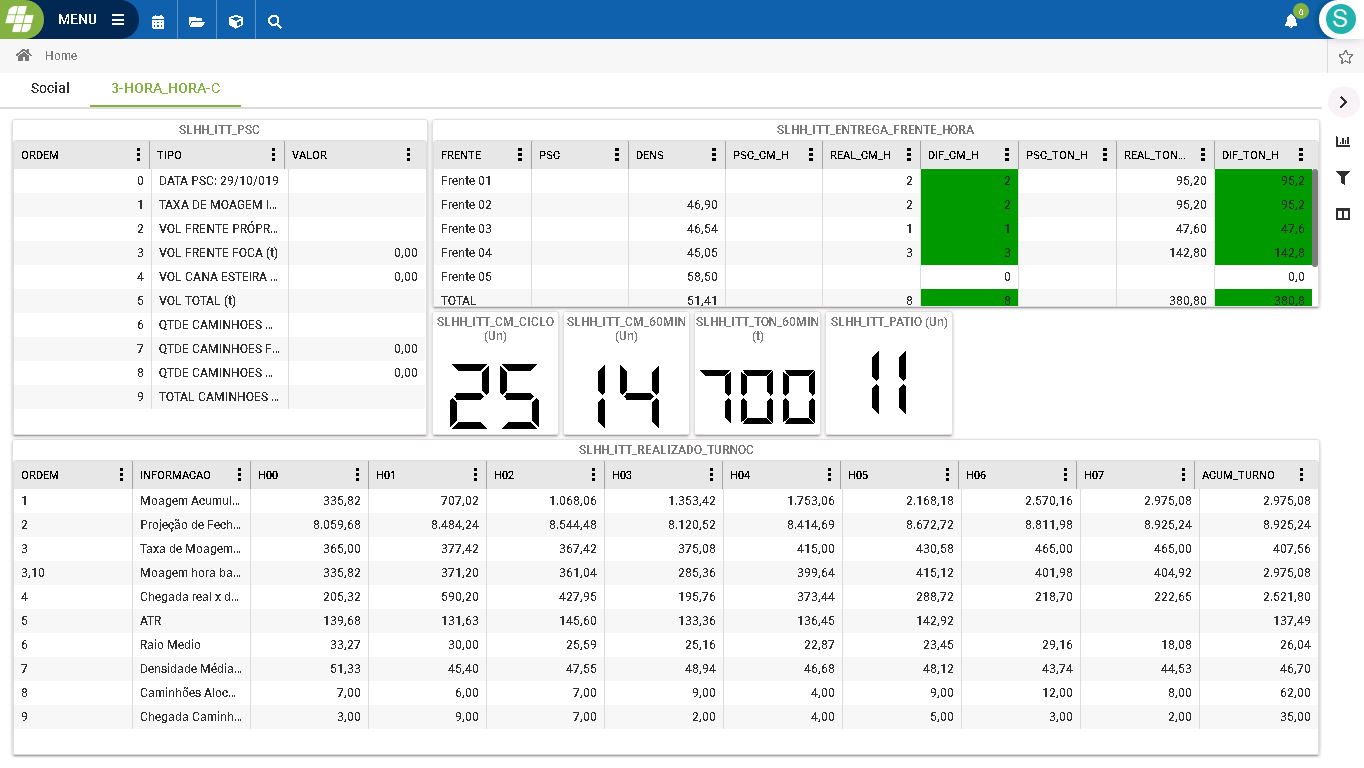 MENU
0
S
Home
Social 3-HORA_HORA-C
SLHH_ITT_PSC
ORDEM TIPO VALOR
0 DATA PSC: 29/10/019
1 TAXA DE MOAGEM I...
2 VOL FRENTE PRÓPR...
3 VOL FRENTE FOCA (t) 0,00
4 VOL CANA ESTEIRA ... 0,00
5 VOL TOTAL (t)
6 QTDE CAMINHOES ...
7 QTDE CAMINHOES F... 0,00
8 QTDE CAMINHOES ... 0,00
9 TOTAL CAMINHOES ...
SLHH_ITT_ENTREGA_FRENTE_HORA
FRENTE PSC DENS PSC_CM_H REAL_CM_H DIF_CM_H PSC_TON_H REAL_TON... DIF_TON_H
Frente 01 2 2 95,20 95,2
Frente 02 46,90 2 2 95,20 95,2
Frente 03 46,54 1 1 47,60 47,6
Frente 04 45,05 3 3 142,80 142,8
Frente 05 58,50 0 0,0
TOTAL 51,41 8 8 380,80 380,8
SLHH_ITT_CM_CICLO
(Un)
25
SLHH_ITT_CM_60MIN
(Un)
14
SLHH_ITT_TON_60MIN
(t)
700
SLHH_ITT_PATIO (Un)
11
SLHH_ITT_REALIZADO_TURNOC
ORDEM INFORMACAO H00 H01 H02 H03 H04 H05 H06 H07 ACUM_TURNO
1 Moagem Acumul... 335,82 707,02 1.068,06 1.353,42 1.753,06 2.168,18 2.570,16 2.975,08 2.975,08
2 Projeção de Fech... 8.059,68 8.484,24 8.544,48 8.120,52 8.414,69 8.672,72 8.811,98 8.925,24 8.925,24
3 Taxa de Moagem... 365,00 377,42 367,42 375,08 415,00 430,58 465,00 465,00 407,56
3,10 Moagem hora ba... 335,82 371,20 361,04 285,36 399,64 415,12 401,98 404,92 2.975,08
4 Chegada real x d... 205,32 590,20 427,95 195,76 373,44 288,72 218,70 222,65 2.521,80
5 ATR 139,68 131,63 145,60 133,36 136,45 142,92 137,49
6 Raio Medio 33,27 30,00 25,59 25,16 22,87 23,45 29,16 18,08 26,04
7 Densidade Média... 51,33 45,40 47,55 48,94 46,68 48,12 43,74 44,53 46,70
8 Caminhões Aloc... 7,00 6,00 7,00 9,00 4,00 9,00 12,00 8,00 62,00
9 Chegada Caminh... 3,00 9,00 7,00 2,00 4,00 5,00 3,00 2,00 35,00